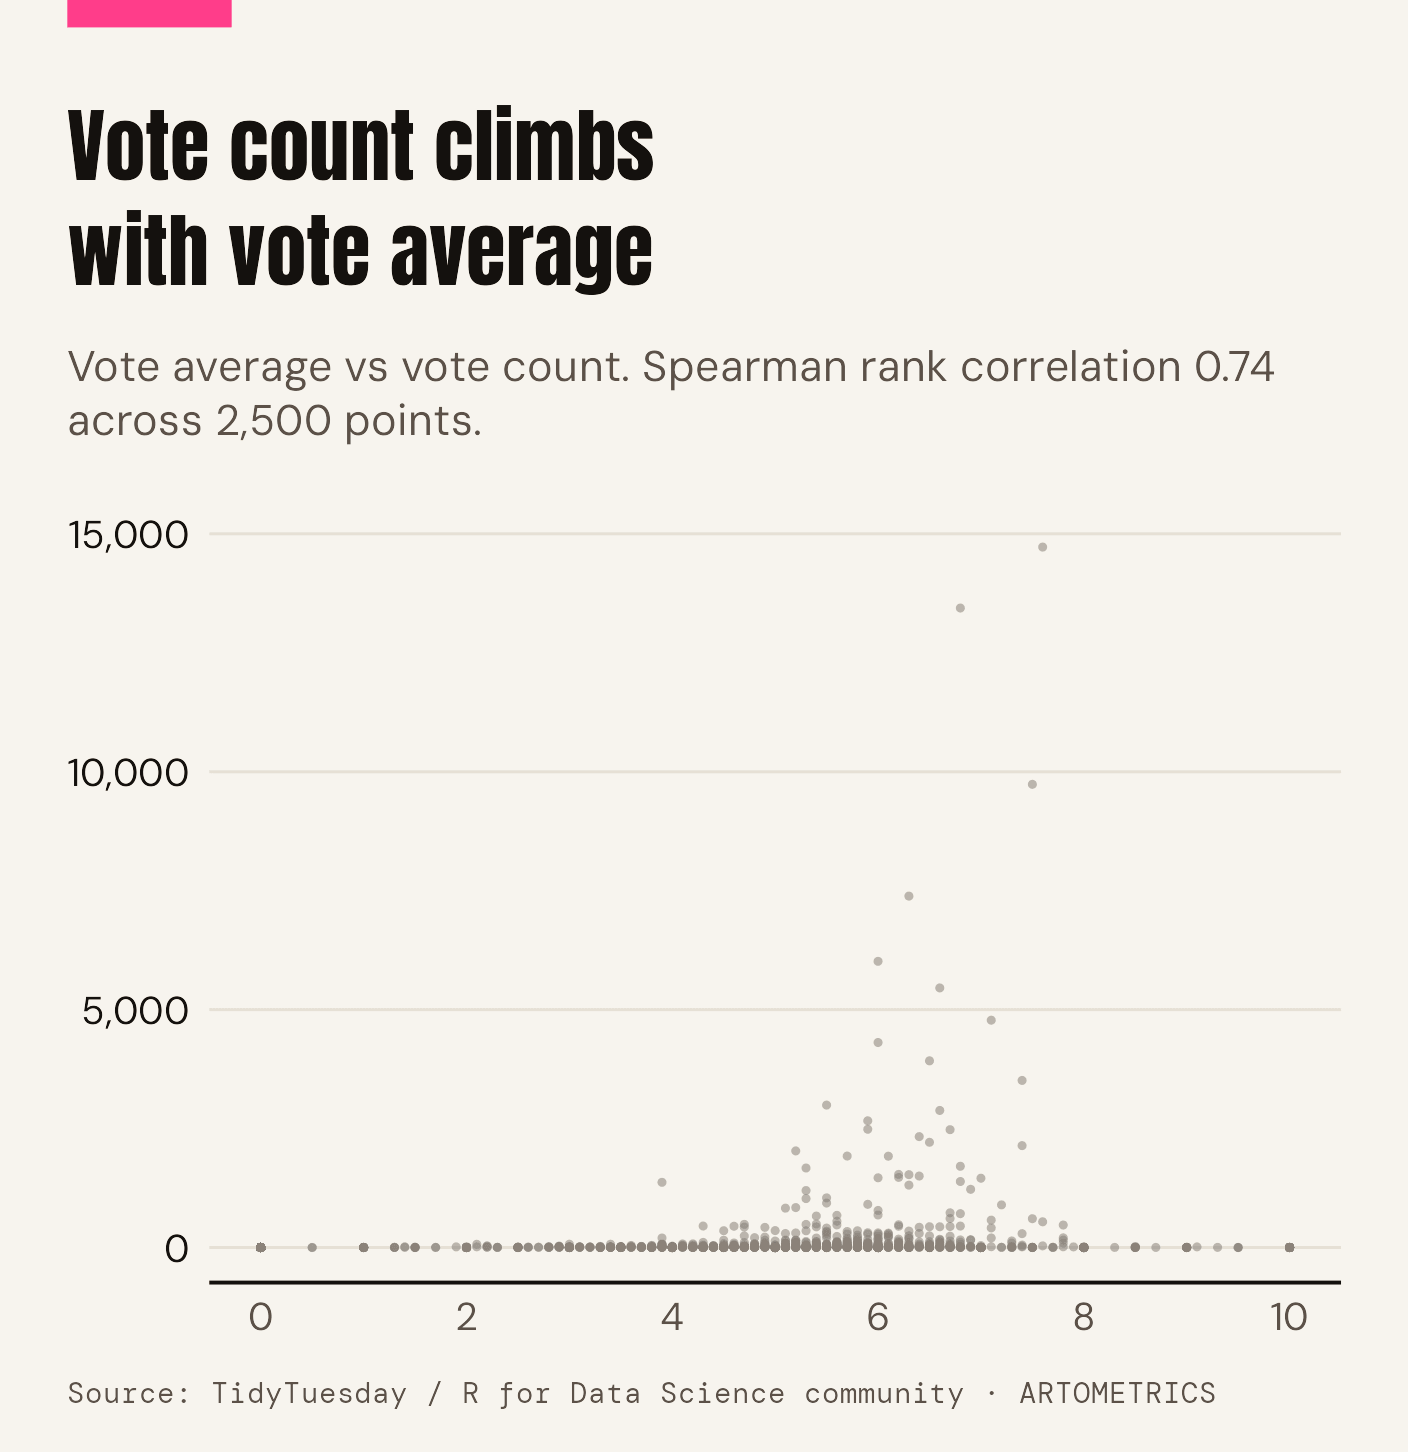 Vote count climbs
with vote average
Vote average vs vote count. Spearman rank correlation 0.74
across 2,500 points.
15,000
10,000
5,000
0
0 2 4 6 8 10
Source: TidyTuesday / R for Data Science community · ARTOMETRICS